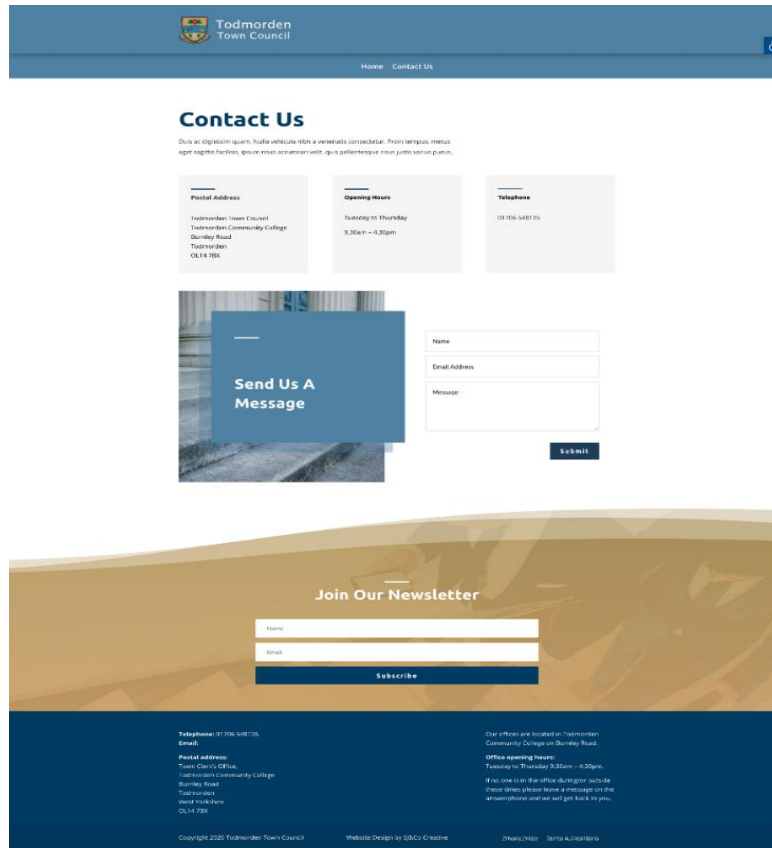 Todmorden
Town Council
Home Contact Us
Contact Us
Duis ac dignissim quam. Nulla vehicula nibh a venenatis consectetur. Proin tempus, metus
eget sagittis facilisis, ipsum risus accumsan velit, quis pellentesque risus justo varius purus.
Postal Address
Todmorden Town Council
Todmorden Community College
Burnley Road
Todmorden
OL14 7BX
Opening Hours
Tuesday to Thursday
9.30am – 4.30pm
Telephone
01706 548135
Send Us A
Message
Name
Email Address
Message
Submit
Join Our Newsletter
Name
Email
Subscribe
Telephone: 01706 548135
Email:
Postal address:
Town Clerk's Office,
Todmorden Community College
Burnley Road
Todmorden
West Yorkshire
OL14 7BX
Our offices are located in Todmorden
Community College on Burnley Road.
Office opening hours:
Tuesday to Thursday 9:30am – 4:30pm.
If no one is in the office during/or outside
these times please leave a message on the
answerphone and we will get back to you.
Copyright 2020 Todmorden Town Council
Website Design by SJ&Co Creative
Privacy Policy Terms & Conditions